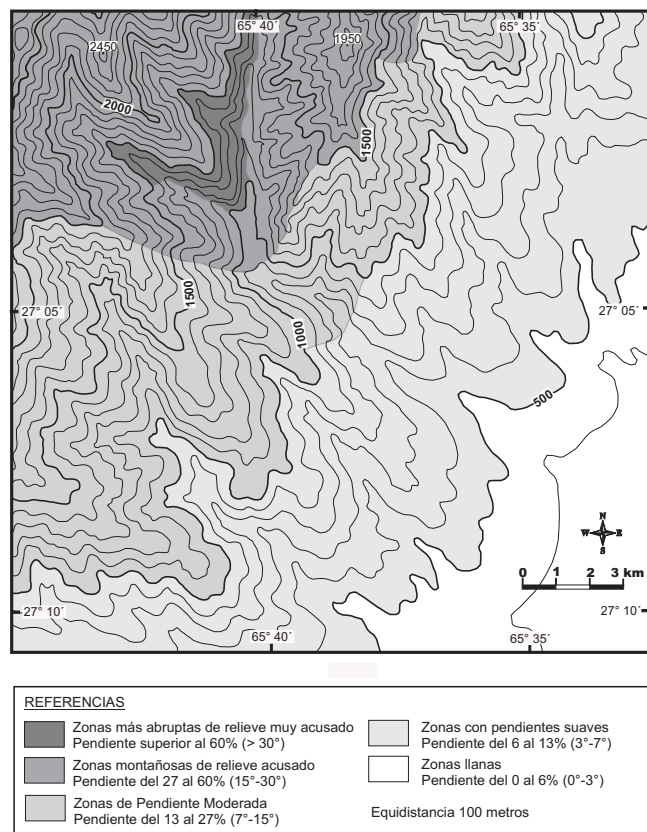 65° 40´
65° 35´
2450
1950
2000
1500
1500
27° 05´
27° 05´
1000
500
N
W E
S
0 1 2 3 km
27° 10´
27° 10´
65° 40´
65° 35´
REFERENCIAS
Zonas más abruptas de relieve muy acusado
Pendiente superior al 60% (> 30°)
Zonas montañosas de relieve acusado
Pendiente del 27 al 60% (15°-30°)
Zonas de Pendiente Moderada
Pendiente del 13 al 27% (7°-15°)
Zonas con pendientes suaves
Pendiente del 6 al 13% (3°-7°)
Zonas llanas
Pendiente del 0 al 6% (0°-3°)
Equidistancia 100 metros